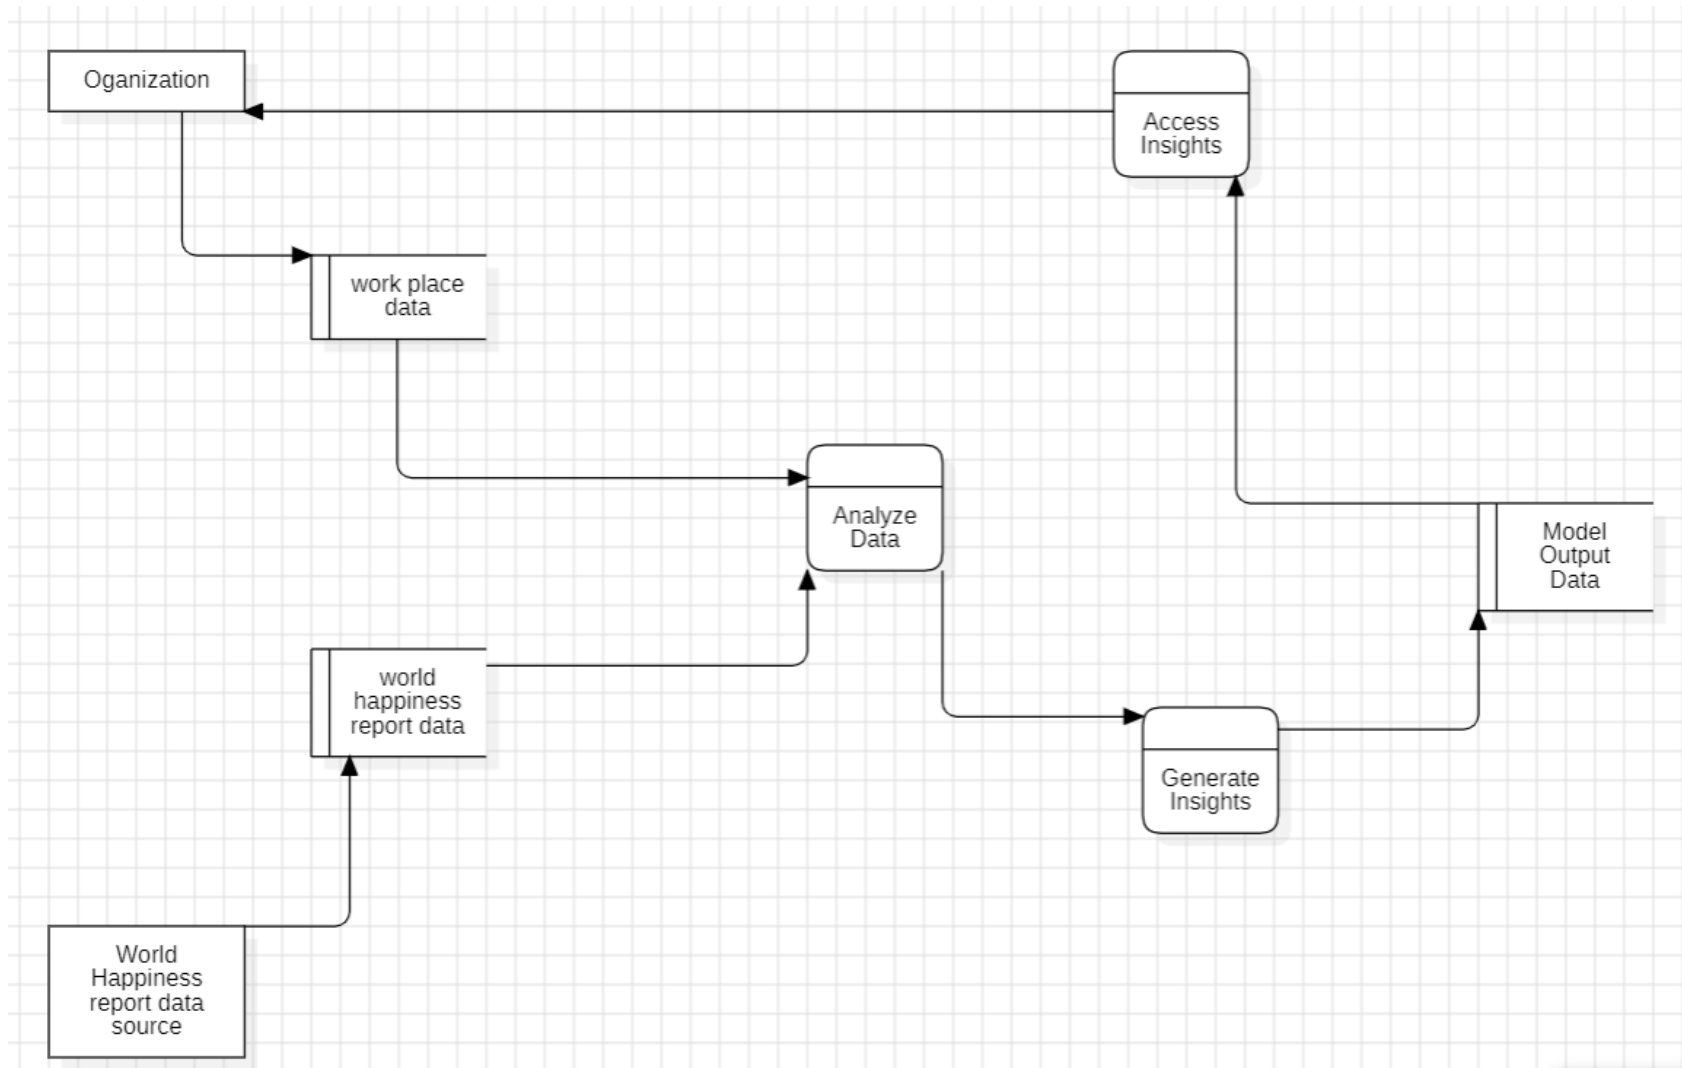 Oganization
Access
Insights
work place
data
Analyze
Data
Model
Output
Data
world
happiness
report data
Generate
Insights
World
Happiness
report data
source